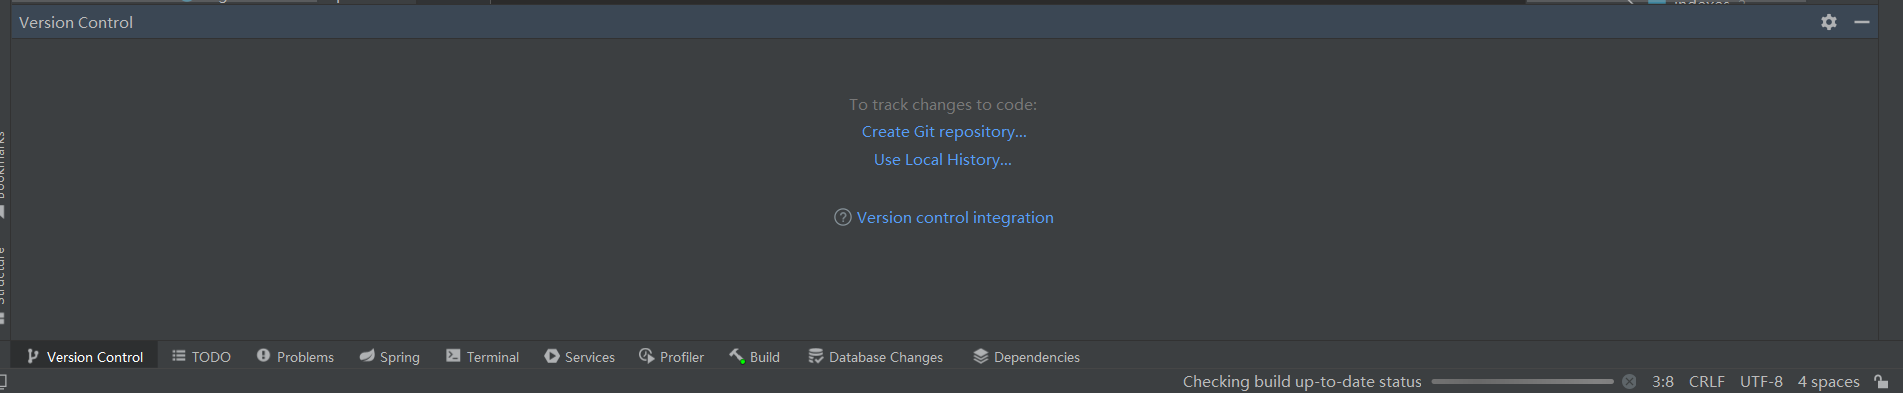 Version Control
To track changes to code:
Create Git repository...
Use Local History...
Version control integration
Structure
Version Control TODO Problems Spring Terminal Services Profiler Build Database Changes Dependencies
Checking build up-to-date status 3:8 CRLF UTF-8 4 spaces